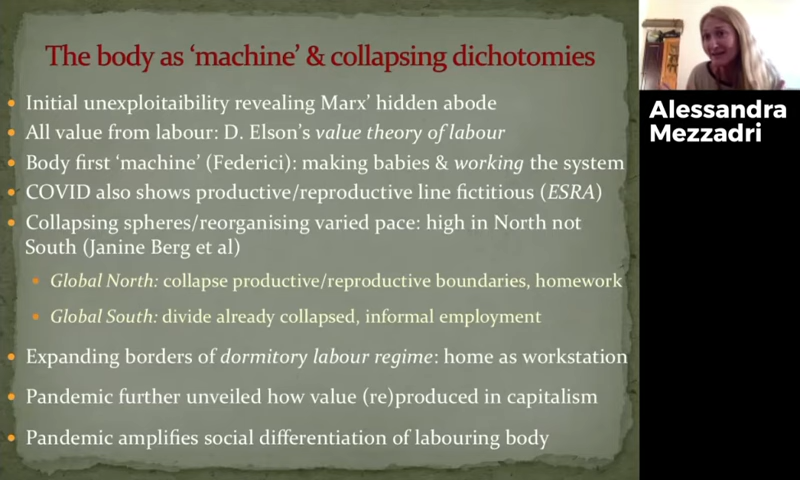 The body as ‘machine’ & collapsing dichotomies
Initial unexploitaibility revealing Marx’ hidden abode
All value from labour: D. Elson’s value theory of labour
Body first ‘machine’ (Federici): making babies & working the system
COVID also shows productive/reproductive line fictitious (ESRA)
Collapsing spheres/reorganising varied pace: high in North not
South (Janine Berg et al)
Global North: collapse productive/reproductive boundaries, homework
Global South: divide already collapsed, informal employment
Expanding borders of dormitory labour regime: home as workstation
Pandemic further unveiled how value (re)produced in capitalism
Pandemic amplifies social differentiation of labouring body
Alessandra
Mezzadri